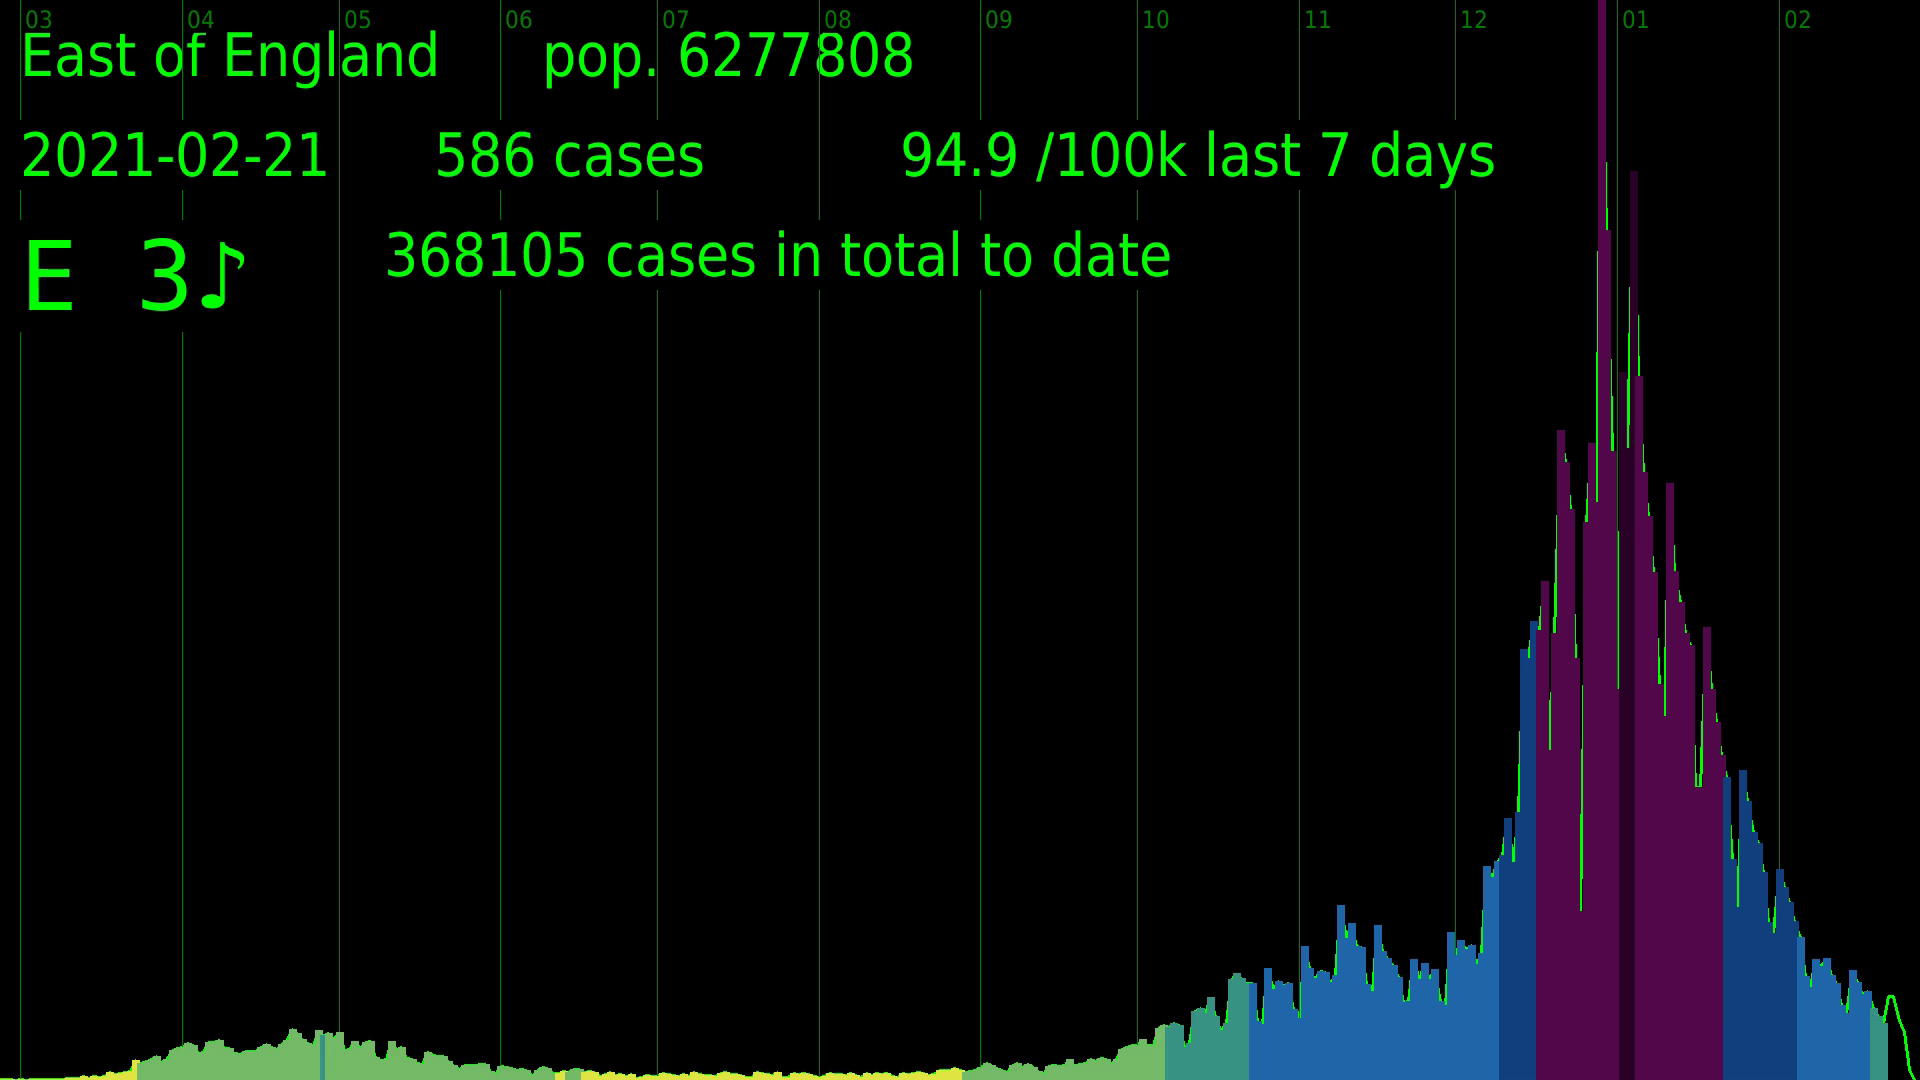 03 04 05 06 07 08 09 10 11 12 01 02
East of England pop. 6277808
2021-02-21 586 cases 94.9 /100k last 7 days
E 3♪ 368105 cases in total to date